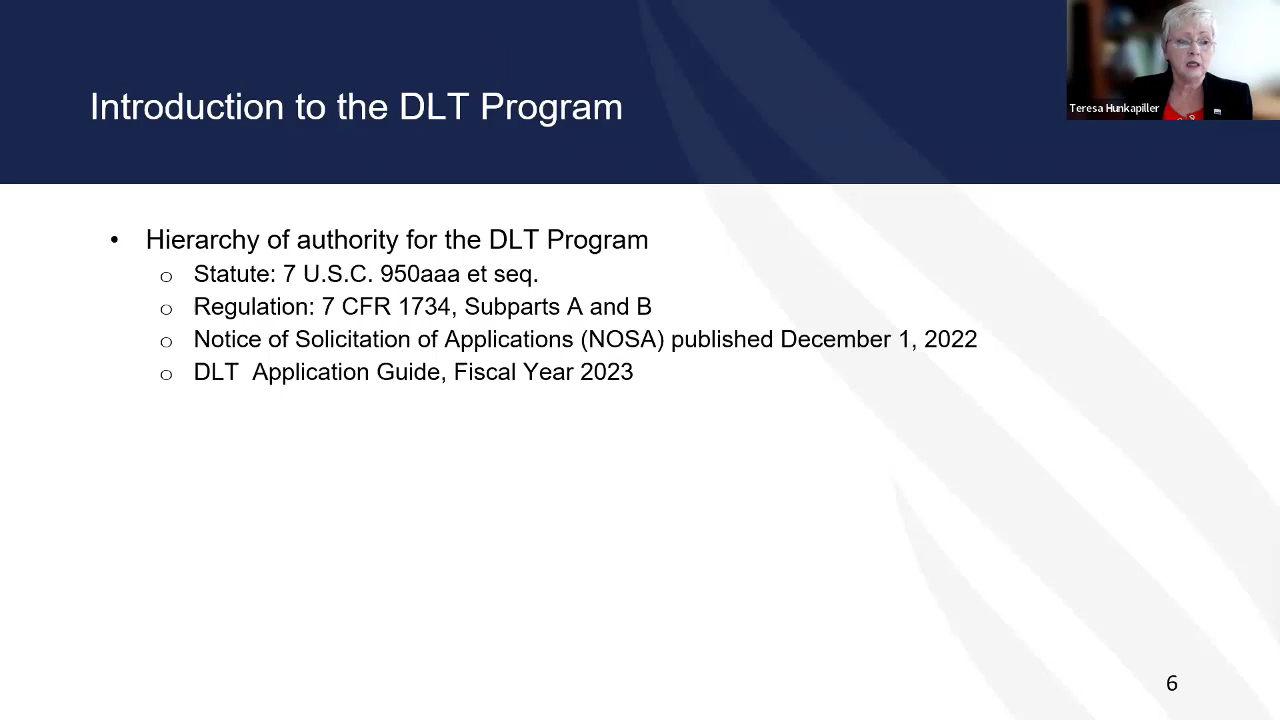 Introduction to the DLT Program
Teresa Hunkapiller
• Hierarchy of authority for the DLT Program
o Statute: 7 U.S.C. 950aaa et seq.
o Regulation: 7 CFR 1734, Subparts A and B
o Notice of Solicitation of Applications (NOSA) published December 1, 2022
o DLT  Application Guide, Fiscal Year 2023
6